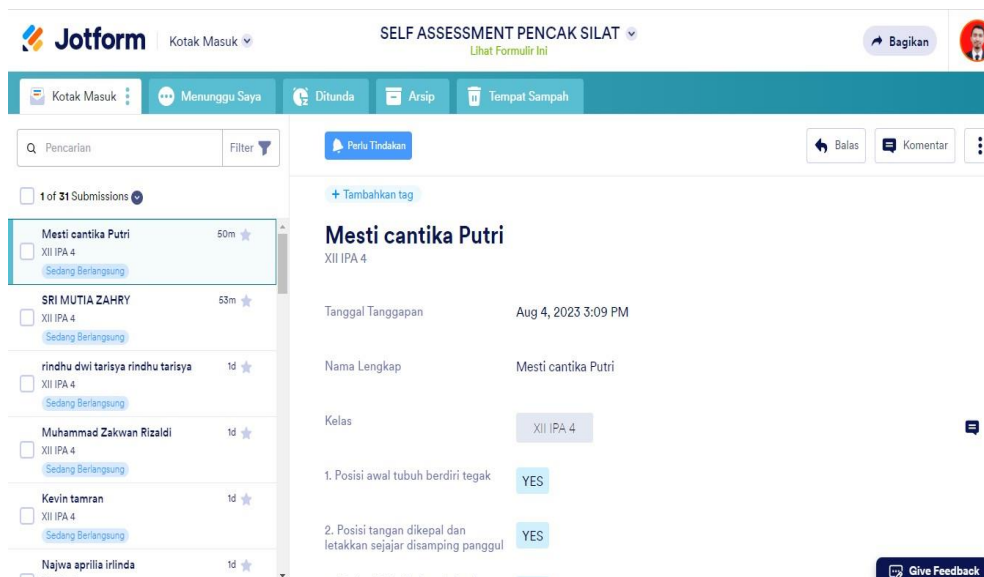 Jotform
Kotak Masuk
SELF ASSESSMENT PENCAK SILAT
Lihat Formulir Ini
Bagikan
Kotak Masuk
Menunggu Saya
Ditunda
Arsip
Tempat Sampah
Pencarian
Filter
Perlu Tindakan
Balas
Komentar
1 of 31 Submissions
+ Tambahkan tag
Mesti cantika Putri 50m
XII IPA 4
Sedang Berlangsung
SRI MUTIA ZAHRY 53m
XII IPA 4
Sedang Berlangsung
rindhu dwi tarisya rindhu tarisya 1d
XII IPA 4
Sedang Berlangsung
Muhammad Zakwan Rizaldi 1d
XII IPA 4
Sedang Berlangsung
Kevin tamran 1d
XII IPA 4
Sedang Berlangsung
Najwa aprilia irlinda 1d
Mesti cantika Putri
XII IPA 4
Tanggal Tanggapan Aug 4, 2023 3:09 PM
Nama Lengkap Mesti cantika Putri
Kelas XII IPA 4
1. Posisi awal tubuh berdiri tegak YES
2. Posisi tangan dikepal dan
letakkan sejajar disamping panggul YES
Give Feedback